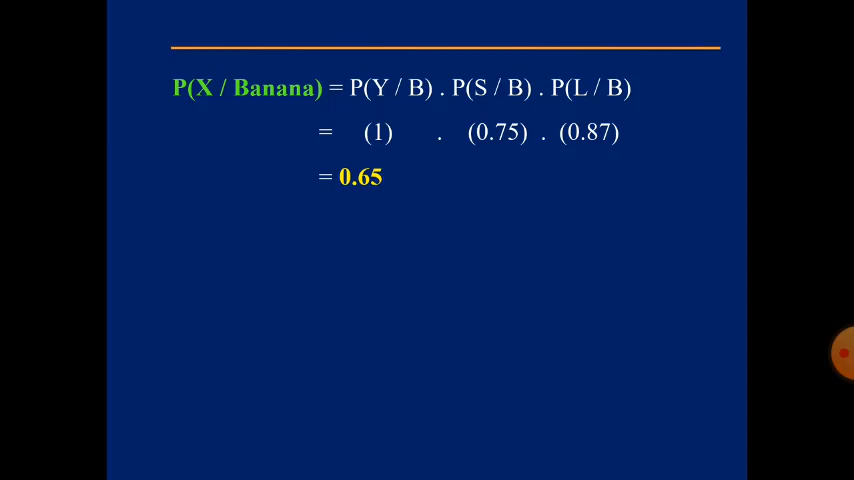 P(X / Banana) = P(Y / B) . P(S / B) . P(L / B)
= (1) . (0.75) . (0.87)
= 0.65